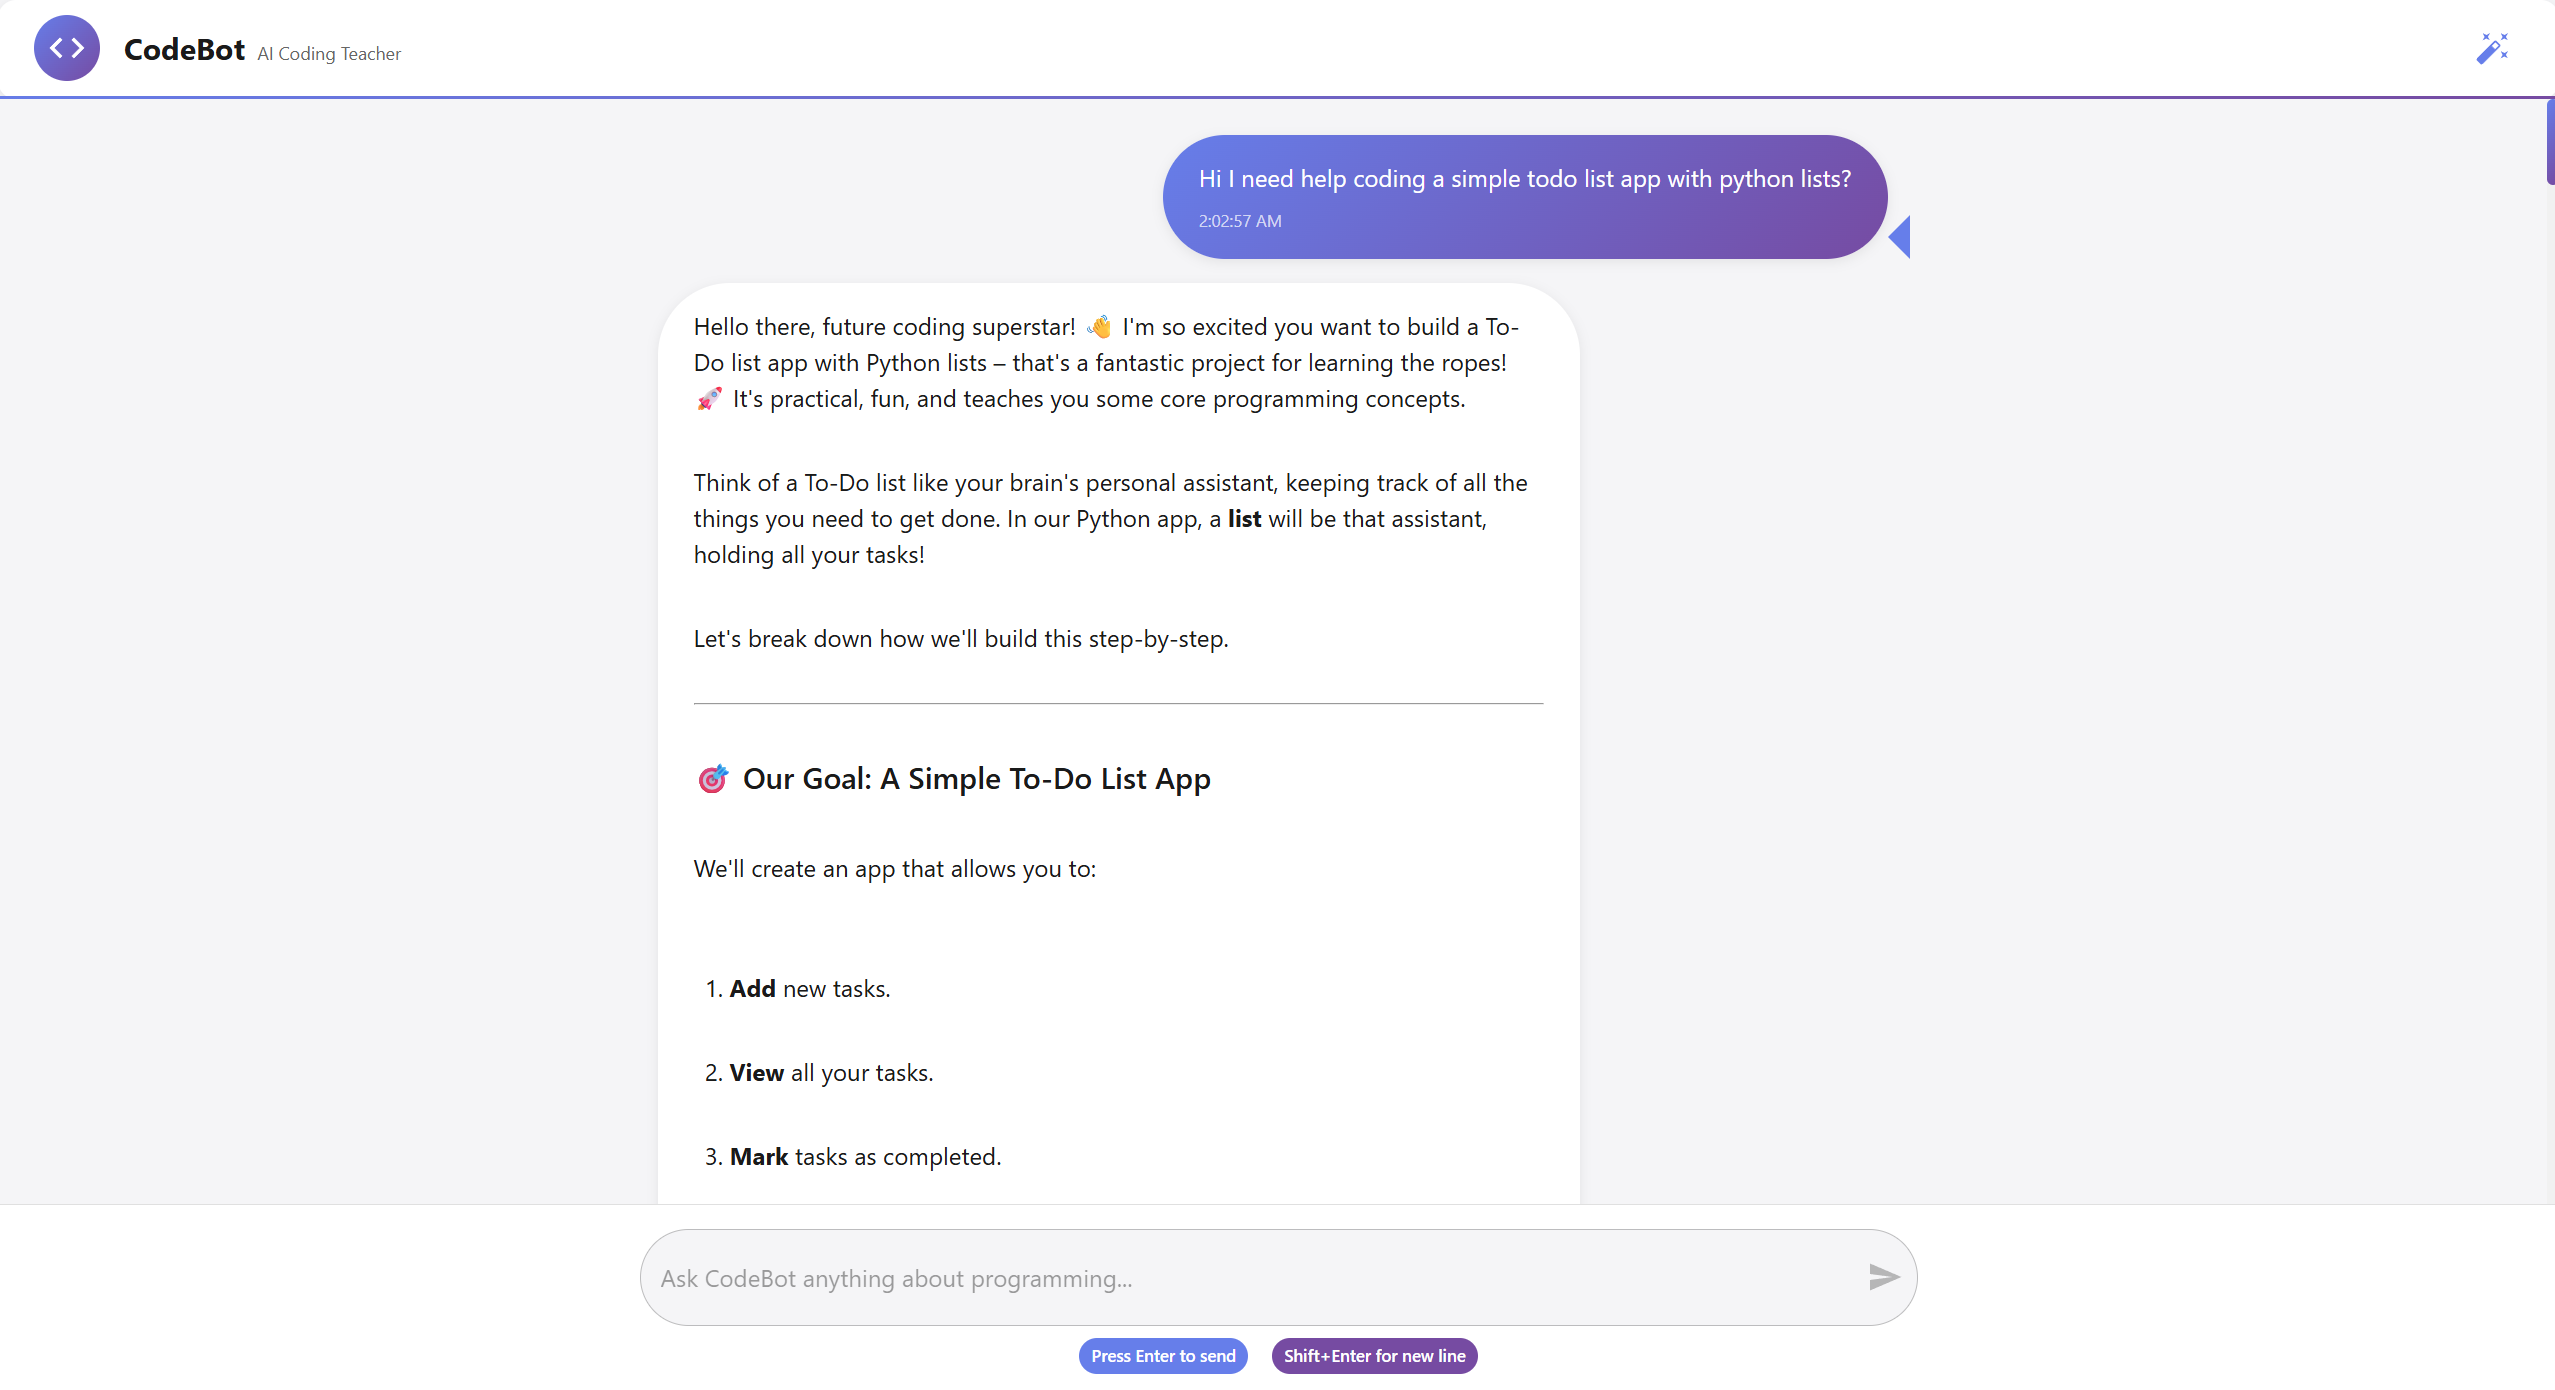 CodeBot AI Coding Teacher
Hi I need help coding a simple todo list app with python lists?
2:02:57 AM
Hello there, future coding superstar! 👋 I'm so excited you want to build a To-
Do list app with Python lists – that's a fantastic project for learning the ropes!
🚀 It's practical, fun, and teaches you some core programming concepts.
Think of a To-Do list like your brain's personal assistant, keeping track of all the
things you need to get done. In our Python app, a list will be that assistant,
holding all your tasks!
Let's break down how we'll build this step-by-step.
🎯 Our Goal: A Simple To-Do List App
We'll create an app that allows you to:
1. Add new tasks.
2. View all your tasks.
3. Mark tasks as completed.
Ask CodeBot anything about programming...
Press Enter to send
Shift+Enter for new line